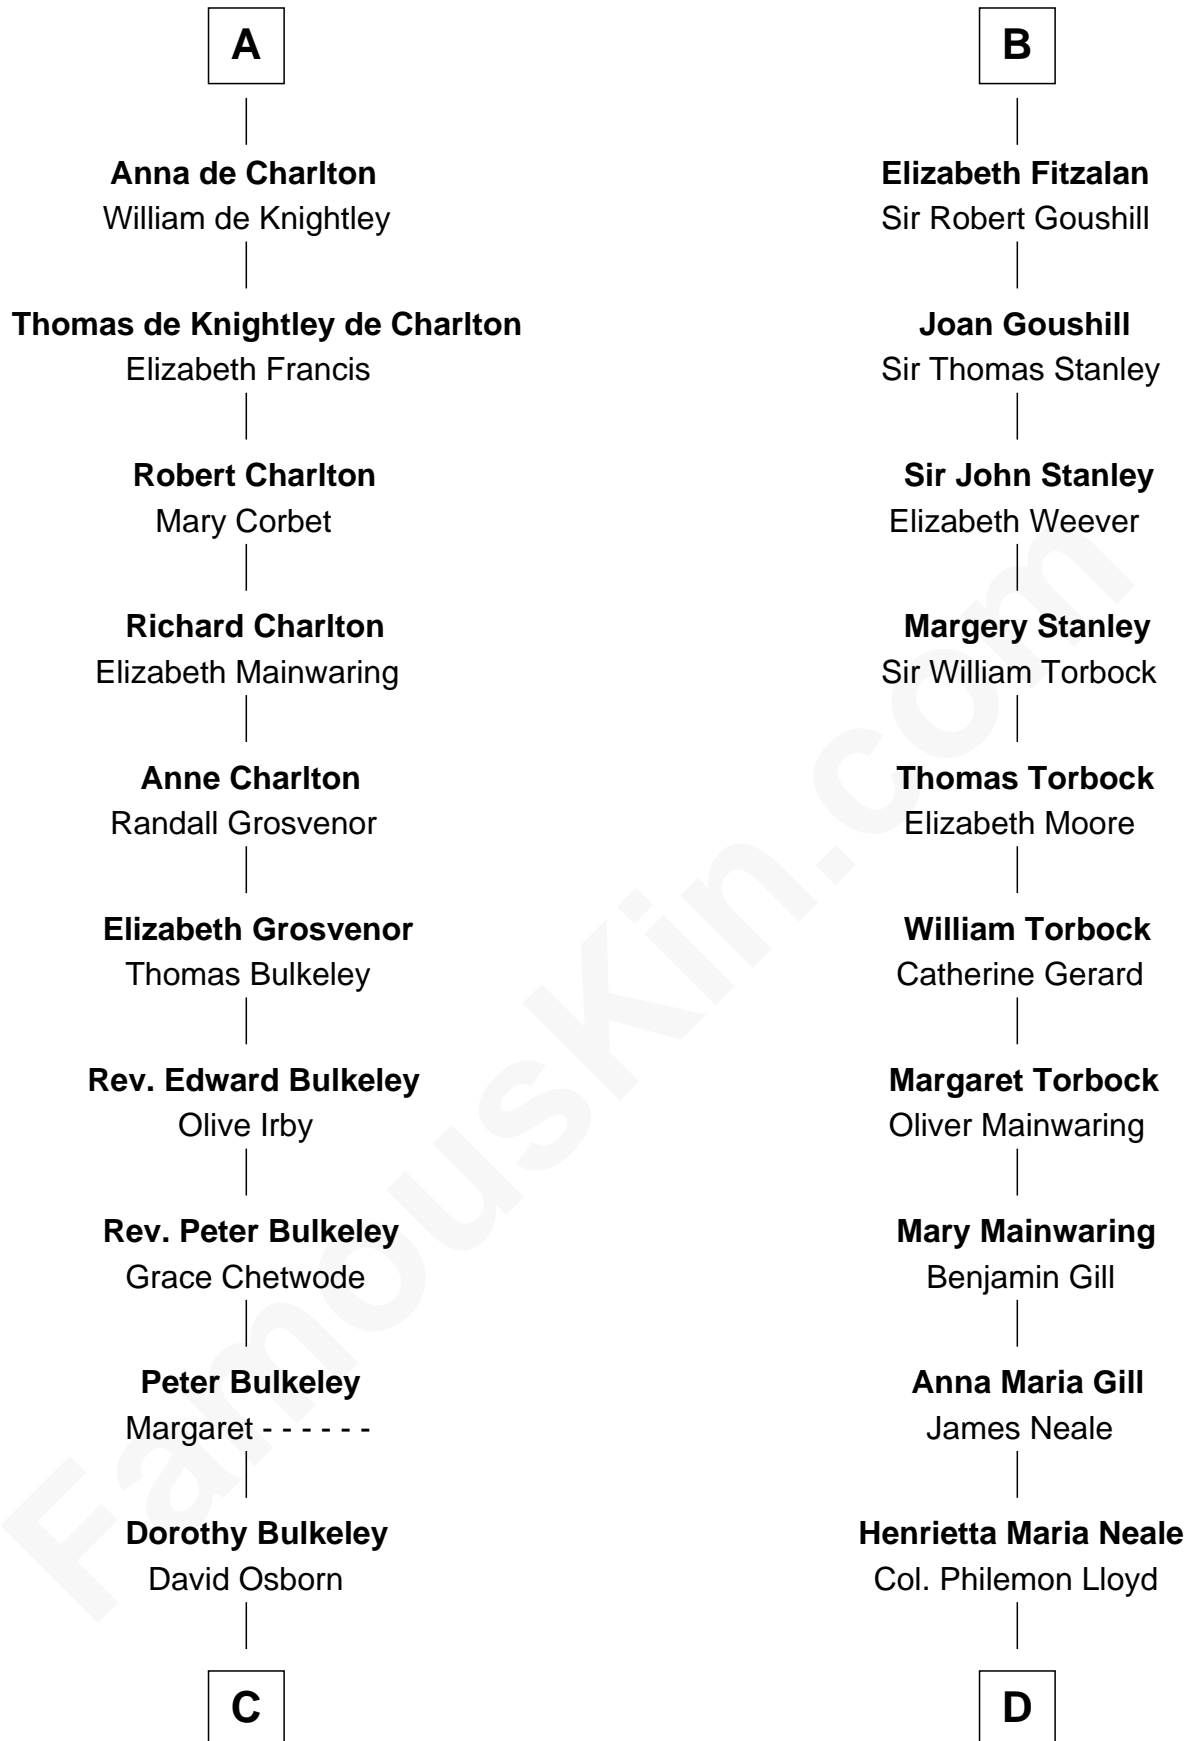 A
Anna de Charlton
William de Knightley
Thomas de Knightley de Charlton
Elizabeth Francis
Robert Charlton
Mary Corbet
Richard Charlton
Elizabeth Mainwaring
Anne Charlton
Randall Grosvenor
Elizabeth Grosvenor
Thomas Bulkeley
Rev. Edward Bulkeley
Olive Irby
Rev. Peter Bulkeley
Grace Chetwode
Peter Bulkeley
Margaret - - - - - -
Dorothy Bulkeley
David Osborn
C
B
Elizabeth Fitzalan
Sir Robert Goushill
Joan Goushill
Sir Thomas Stanley
Sir John Stanley
Elizabeth Weever
Margery Stanley
Sir William Torbock
Thomas Torbock
Elizabeth Moore
William Torbock
Catherine Gerard
Margaret Torbock
Oliver Mainwaring
Mary Mainwaring
Benjamin Gill
Anna Maria Gill
James Neale
Henrietta Maria Neale
Col. Philemon Lloyd
D
FamousKin.com